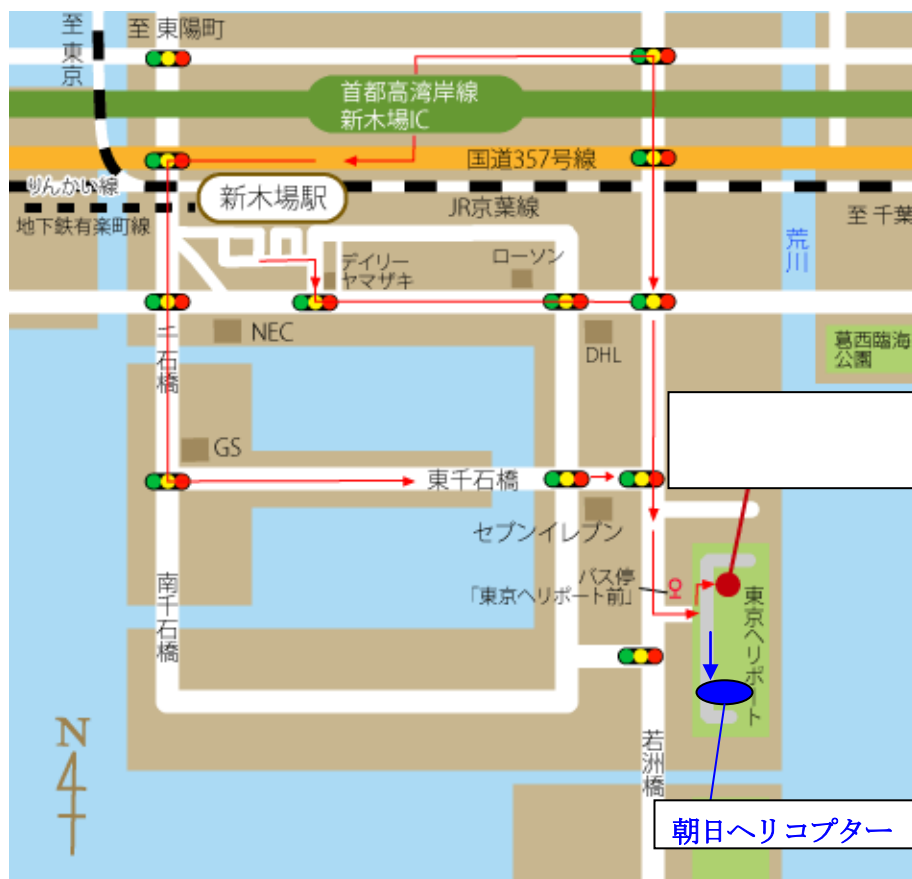 至 東京
至 東陽町
首都高湾岸線
新木場IC
国道357号線
りんかい線
新木場駅
JR京葉線
地下鉄有楽町線
至 千葉
荒川
デイリー
ヤマザキ
ローソン
NEC
千石橋
DHL
葛西臨海
公園
GS
東千石橋
セブンイレブン
バス停
「東京ヘリポート前」
南千石橋
東京ヘリポート
若洲橋
N
朝日ヘリコプター